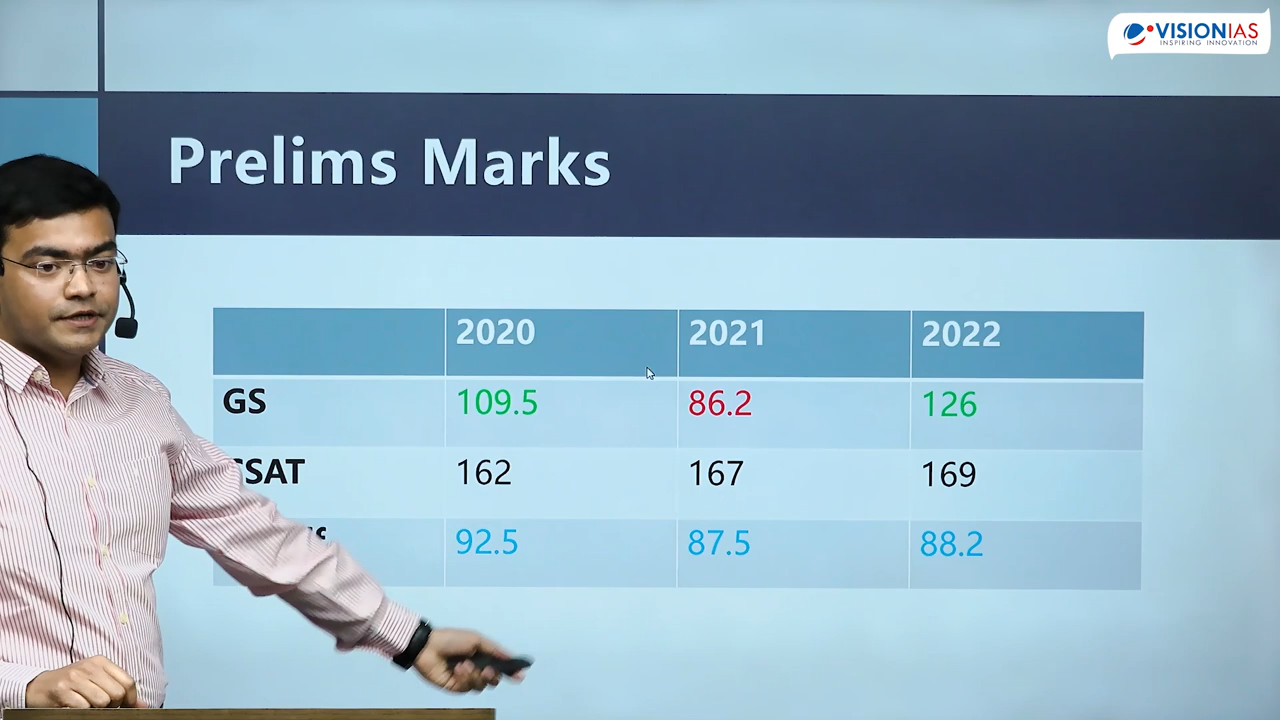 VISIONIAS
INSPIRING INNOVATION
Prelims Marks
2020 2021 2022
GS 109.5 86.2 126
CSAT 162 167 169
92.5 87.5 88.2